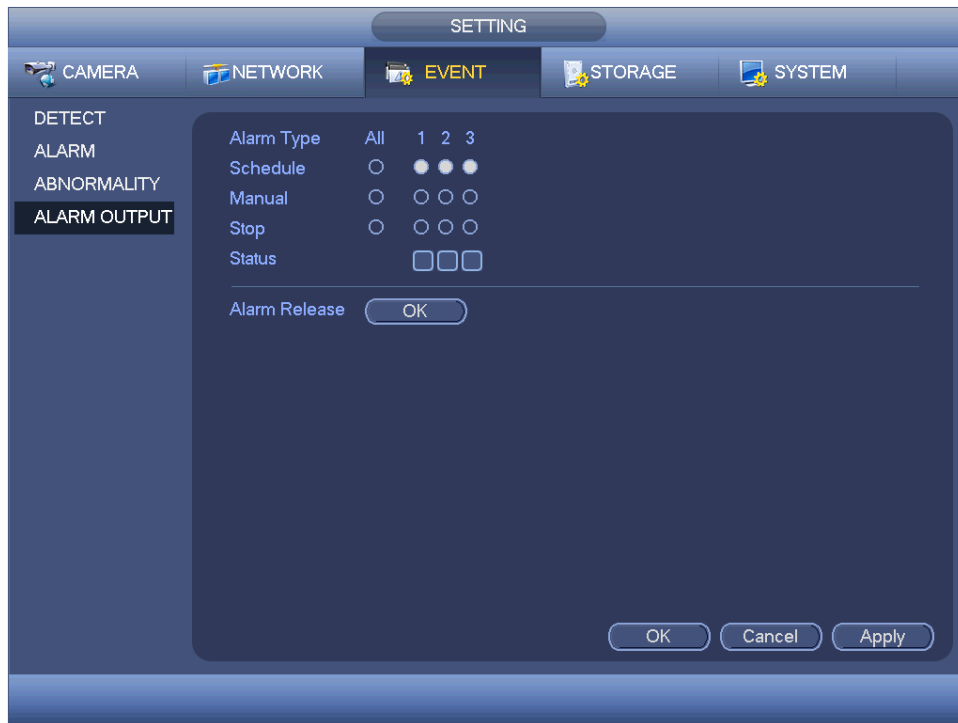 SETTING
CAMERA NETWORK EVENT STORAGE SYSTEM
DETECT
ALARM
ABNORMALITY
ALARM OUTPUT
Alarm Type All 1 2 3
Schedule
Manual
Stop
Status
Alarm Release OK
OK Cancel Apply